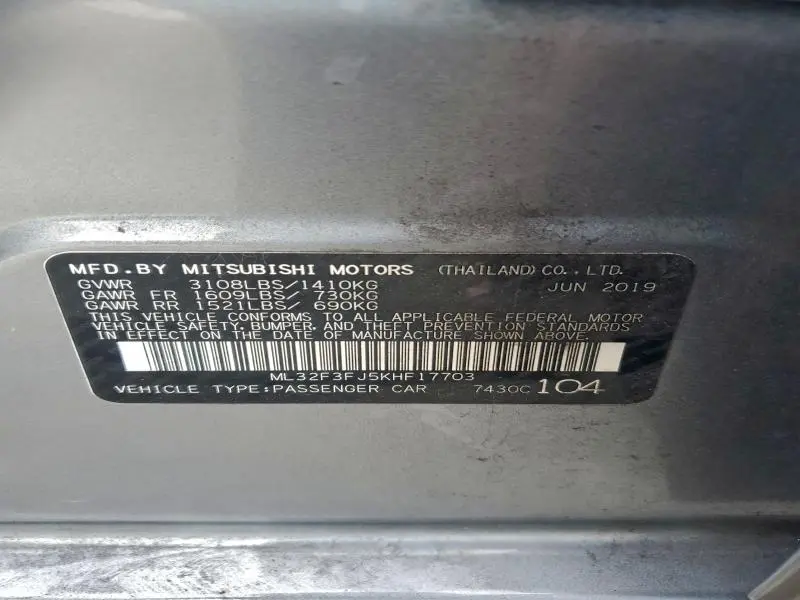 MFD.BY MITSUBISHI MOTORS (THAILAND) CO., LTD.
GVWR 3108LBS/1410KG JUN 2019
GAWR FR 1609LBS/ 730KG
GAWR RR 1521LBS/ 690KG
THIS VEHICLE CONFORMS TO ALL APPLICABLE FEDERAL MOTOR
VEHICLE SAFETY, BUMPER, AND THEFT PREVENTION STANDARDS
IN EFFECT ON THE DATE OF MANUFACTURE SHOWN ABOVE.
ML32F3FJ5KHF17703
VEHICLE TYPE:PASSENGER CAR 7430C 104